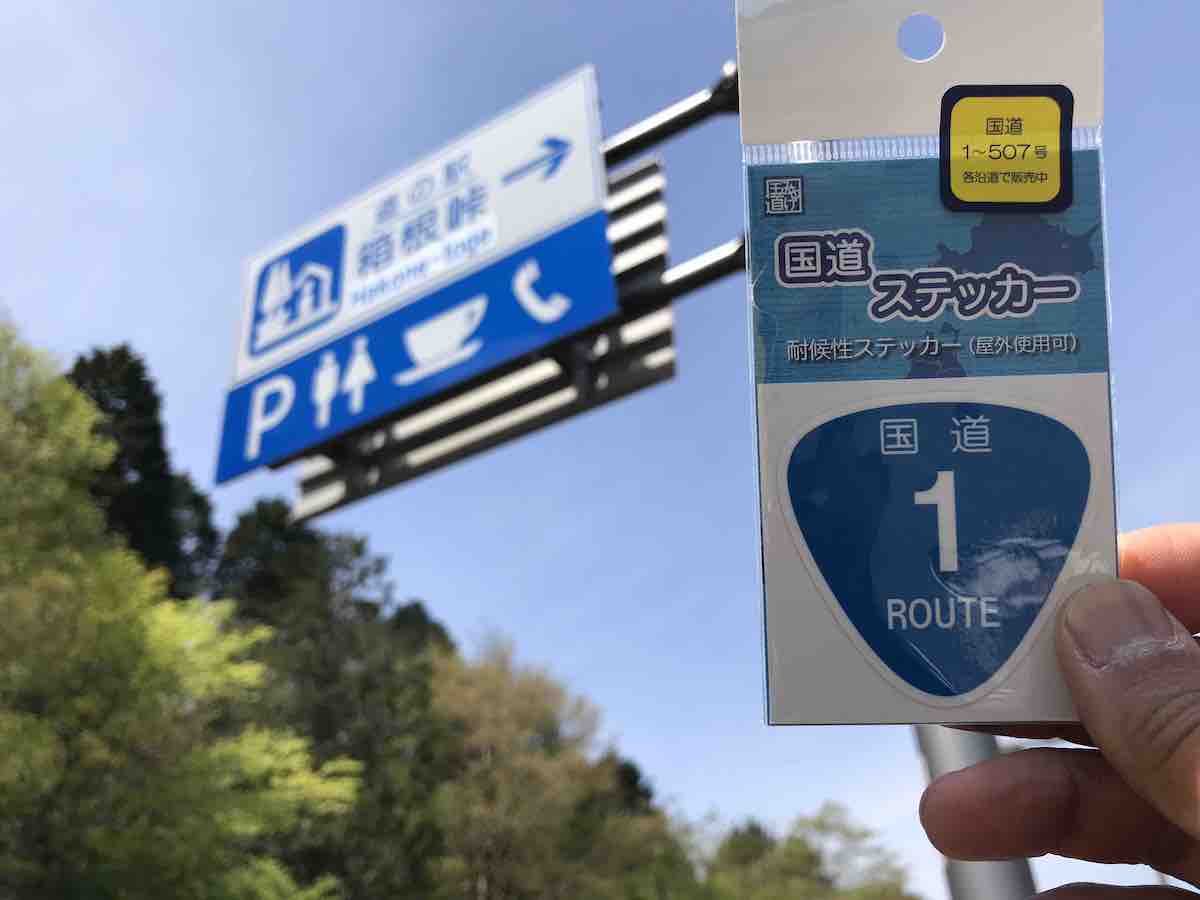 道の駅
箱根峠
Hakone-toge
P
国道
1~507号
各沿道で販売中
国道
ステッカー
耐候性ステッカー(屋外使用可)
国道
1
ROUTE